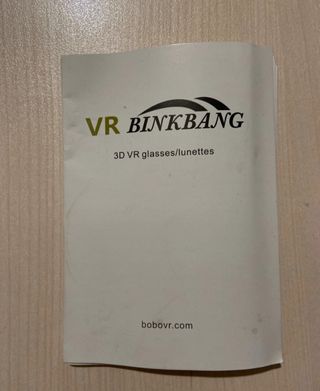 VR BINKBANG
3D VR glasses/lunettes
bobovr.com